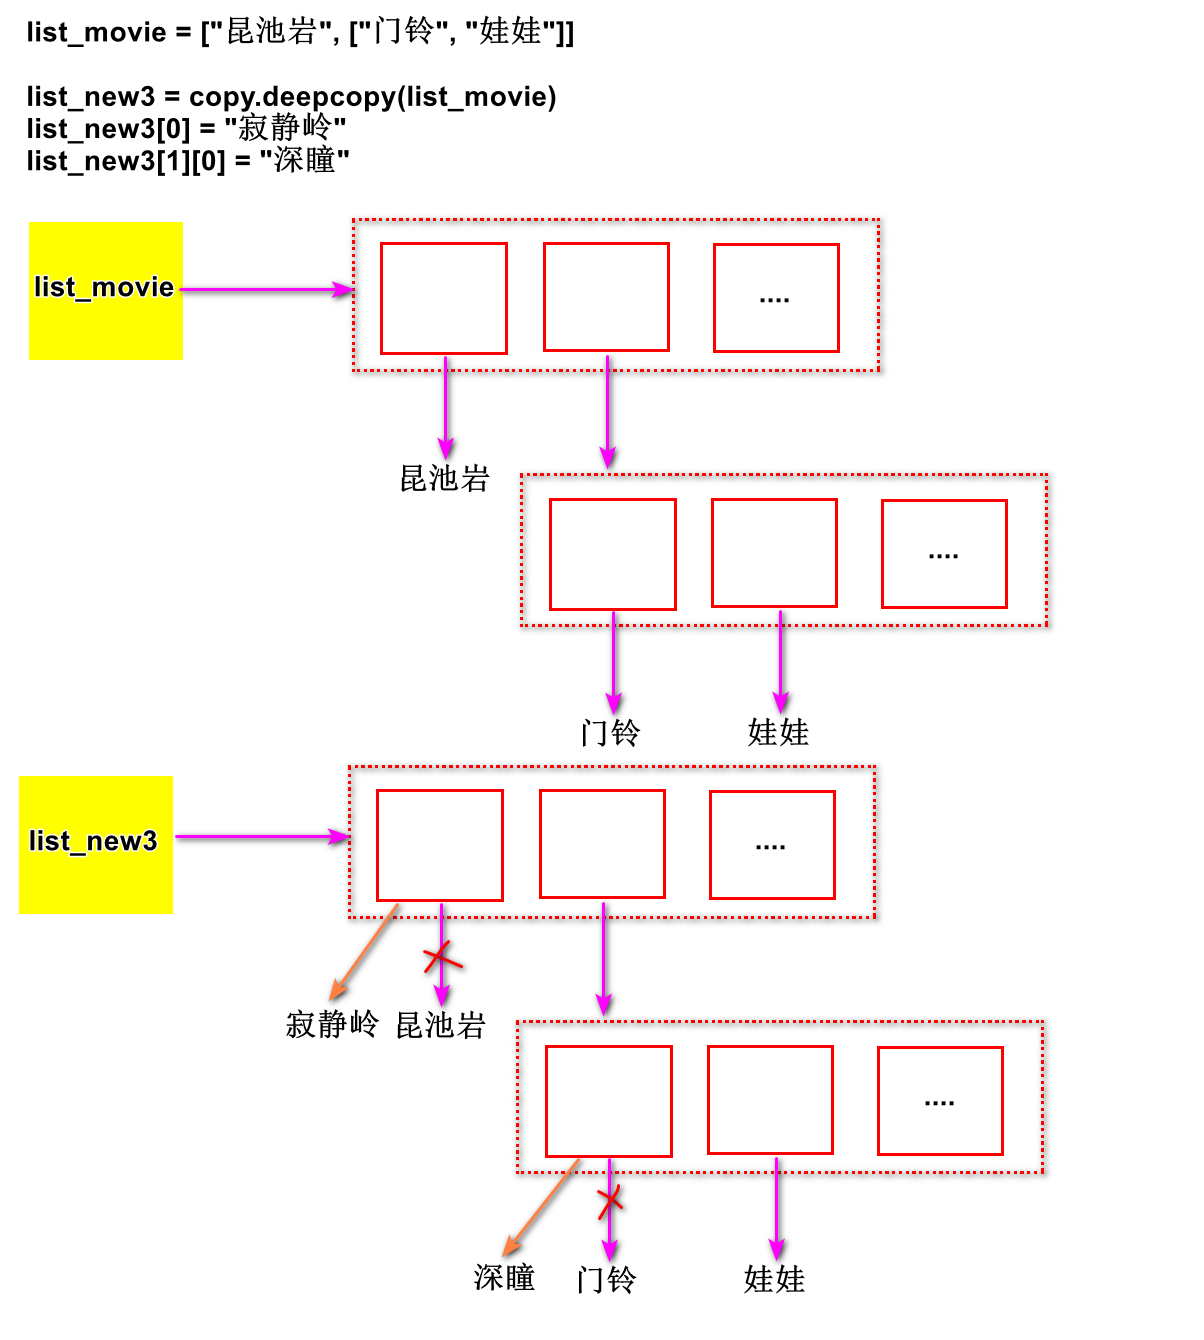 list_movie = ["昆池岩", ["门铃", "娃娃"]]
list_new3 = copy.deepcopy(list_movie)
list_new3[0] = "寂静岭"
list_new3[1][0] = "深瞳"
list_movie
....
昆池岩
....
门铃 娃娃
list_new3
....
寂静岭 昆池岩
....
深瞳 门铃 娃娃